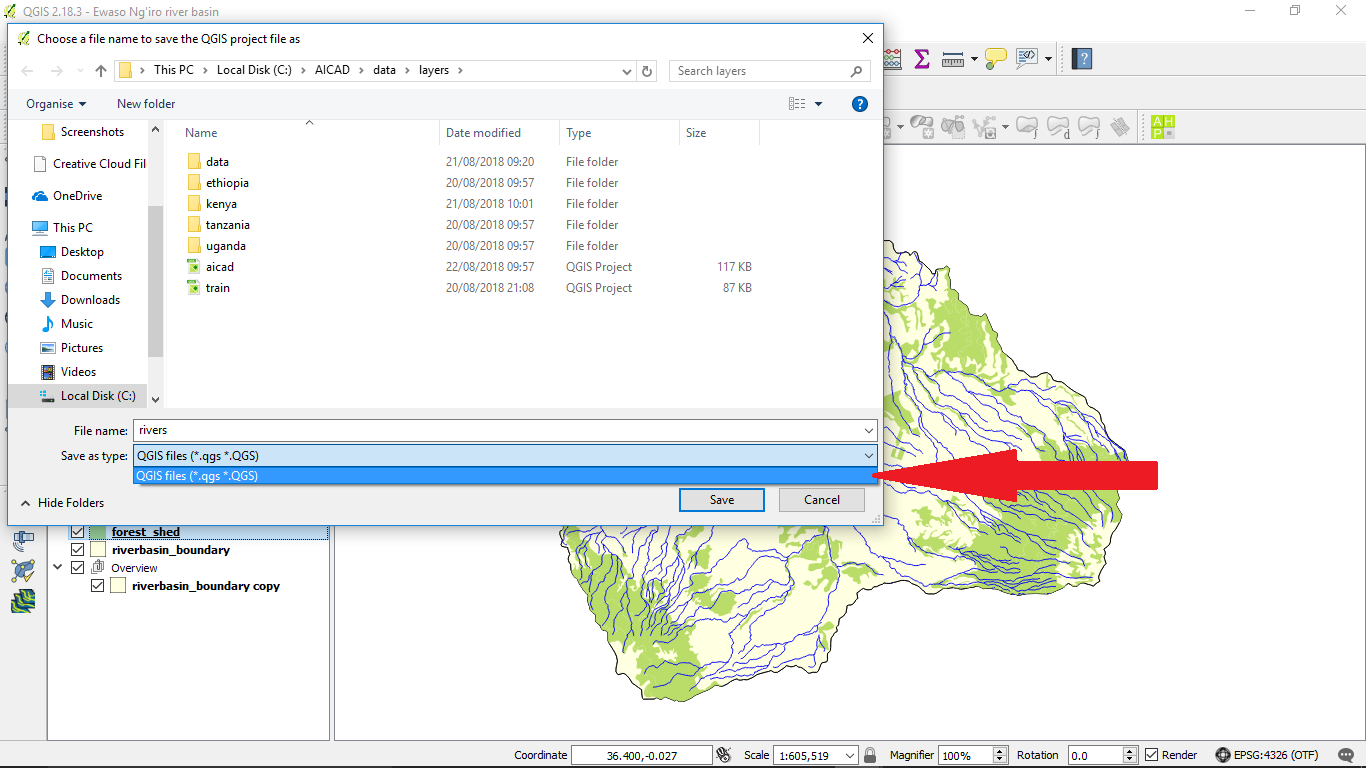 QGIS 2.18.3 - Ewaso Ng'iro river basin
Choose a file name to save the QGIS project file as
This PC > Local Disk (C:) > AICAD > data > layers >
Search layers
Organise
New folder
Screenshots
Creative Cloud Fil
OneDrive
This PC
Desktop
Documents
Downloads
Music
Pictures
Videos
Local Disk (C:)
Name Date modified Type Size
data 21/08/2018 09:20 File folder
ethiopia 20/08/2018 09:57 File folder
kenya 21/08/2018 10:01 File folder
tanzania 20/08/2018 09:57 File folder
uganda 20/08/2018 09:57 File folder
aicad 22/08/2018 09:57 QGIS Project 117 KB
train 20/08/2018 21:08 QGIS Project 87 KB
File name: rivers
Save as type: QGIS files (*.qgs *.QGS)
QGIS files (*.qgs *.QGS)
Hide Folders
Save
Cancel
AH
P
forest_shed
riverbasin_boundary
Overview
riverbasin_boundary copy
Coordinate 36.400,-0.027 Scale 1:605,519 Magnifier 100% Rotation 0.0 Render EPSG:4326 (OTF)